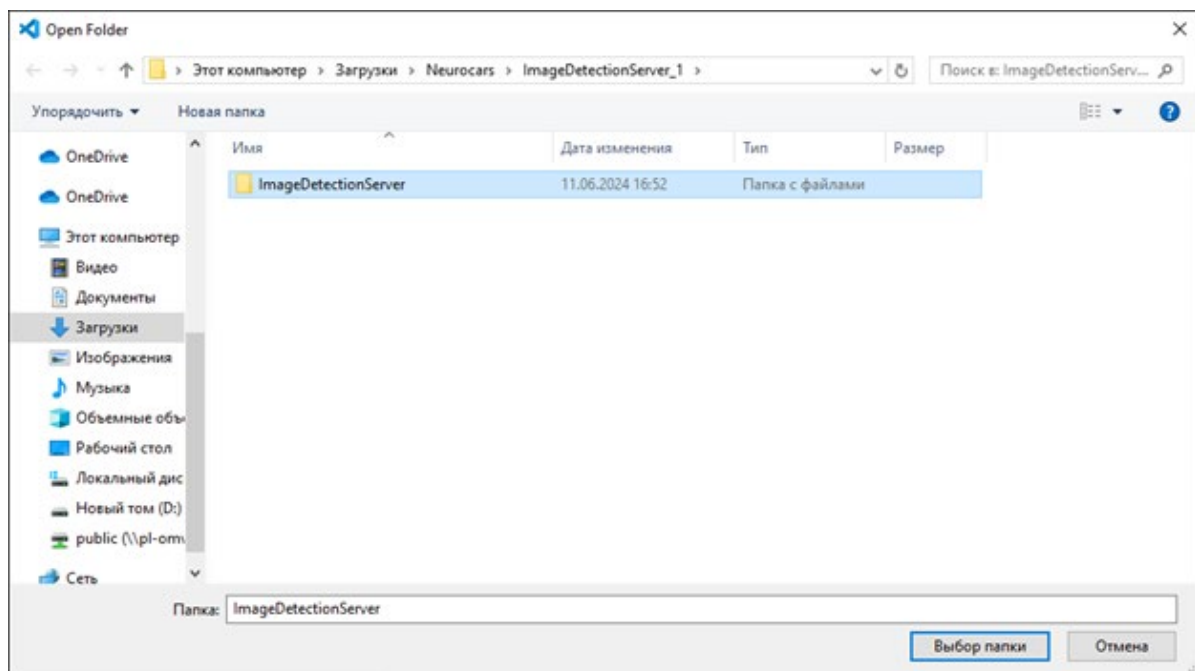 Open Folder
Этот компьютер › Загрузки › Neurocars › ImageDetectionServer_1 ›
Поиск в: ImageDetectionServ...
Упорядочить
Новая папка
Имя
Дата изменения
Тип
Размер
ImageDetectionServer
11.06.2024 16:52
Папка с файлами
OneDrive
OneDrive
Этот компьютер
Видео
Документы
Загрузки
Изображения
Музыка
Объемные объ
Рабочий стол
Локальный дис
Новый том (D:)
public (\\pl-omv
Сеть
Папка: ImageDetectionServer
Выбор папки
Отмена